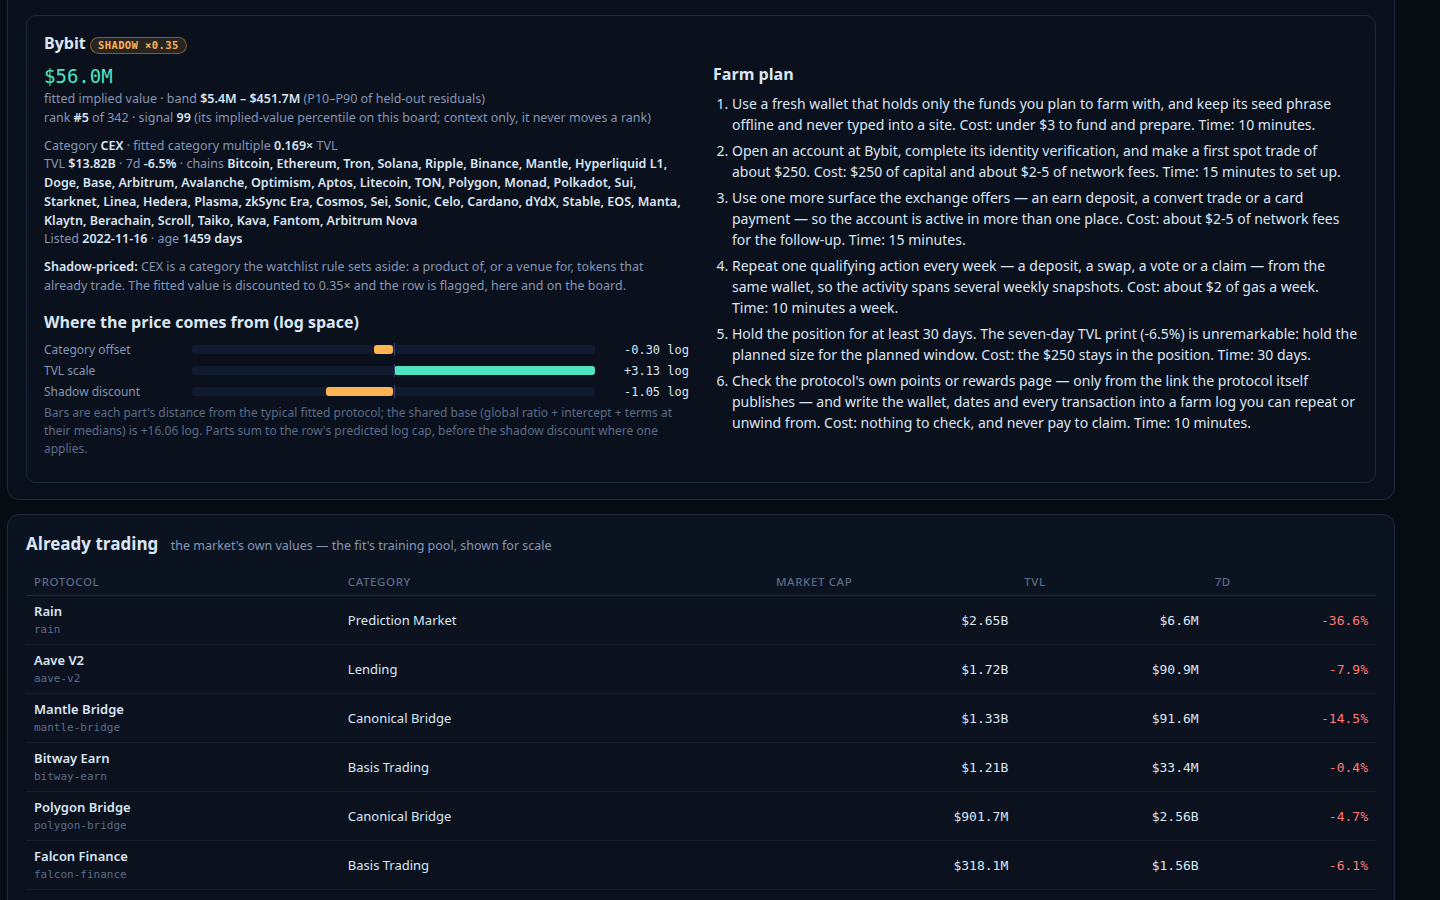 Bybit SHADOW ×0.35
$56.0M
fitted implied value · band $5.4M – $451.7M (P10–P90 of held-out residuals)
rank #5 of 342 · signal 99 (its implied-value percentile on this board; context only, it never moves a rank)
Category CEX · fitted category multiple 0.169× TVL
TVL $13.82B · 7d -6.5% · chains Bitcoin, Ethereum, Tron, Solana, Ripple, Binance, Mantle, Hyperliquid L1,
Doge, Base, Arbitrum, Avalanche, Optimism, Aptos, Litecoin, TON, Polygon, Monad, Polkadot, Sui,
Starknet, Linea, Hedera, Plasma, zkSync Era, Cosmos, Sei, Sonic, Celo, Cardano, dYdX, Stable, EOS, Manta,
Klaytn, Berachain, Scroll, Taiko, Kava, Fantom, Arbitrum Nova
Listed 2022-11-16 · age 1459 days
Shadow-priced: CEX is a category the watchlist rule sets aside: a product of, or a venue for, tokens that
already trade. The fitted value is discounted to 0.35× and the row is flagged, here and on the board.
Where the price comes from (log space)
Category offset -0.30 log
TVL scale +3.13 log
Shadow discount -1.05 log
Bars are each part's distance from the typical fitted protocol; the shared base (global ratio + intercept + terms at
their medians) is +16.06 log. Parts sum to the row's predicted log cap, before the shadow discount where one
applies.
Farm plan
1. Use a fresh wallet that holds only the funds you plan to farm with, and keep its seed phrase
offline and never typed into a site. Cost: under $3 to fund and prepare. Time: 10 minutes.
2. Open an account at Bybit, complete its identity verification, and make a first spot trade of
about $250. Cost: $250 of capital and about $2-5 of network fees. Time: 15 minutes to set up.
3. Use one more surface the exchange offers — an earn deposit, a convert trade or a card
payment — so the account is active in more than one place. Cost: about $2-5 of network fees
for the follow-up. Time: 15 minutes.
4. Repeat one qualifying action every week — a deposit, a swap, a vote or a claim — from the
same wallet, so the activity spans several weekly snapshots. Cost: about $2 of gas a week.
Time: 10 minutes a week.
5. Hold the position for at least 30 days. The seven-day TVL print (-6.5%) is unremarkable: hold the
planned size for the planned window. Cost: the $250 stays in the position. Time: 30 days.
6. Check the protocol's own points or rewards page — only from the link the protocol itself
publishes — and write the wallet, dates and every transaction into a farm log you can repeat or
unwind from. Cost: nothing to check, and never pay to claim. Time: 10 minutes.
Already trading the market's own values — the fit's training pool, shown for scale
PROTOCOL CATEGORY MARKET CAP TVL 7D
Rain Prediction Market $2.65B $6.6M -36.6%
rain
Aave V2 Lending $1.72B $90.9M -7.9%
aave-v2
Mantle Bridge Canonical Bridge $1.33B $91.6M -14.5%
mantle-bridge
Bitway Earn Basis Trading $1.21B $33.4M -0.4%
bitway-earn
Polygon Bridge Canonical Bridge $901.7M $2.56B -4.7%
polygon-bridge
Falcon Finance Basis Trading $318.1M $1.56B -6.1%
falcon-finance